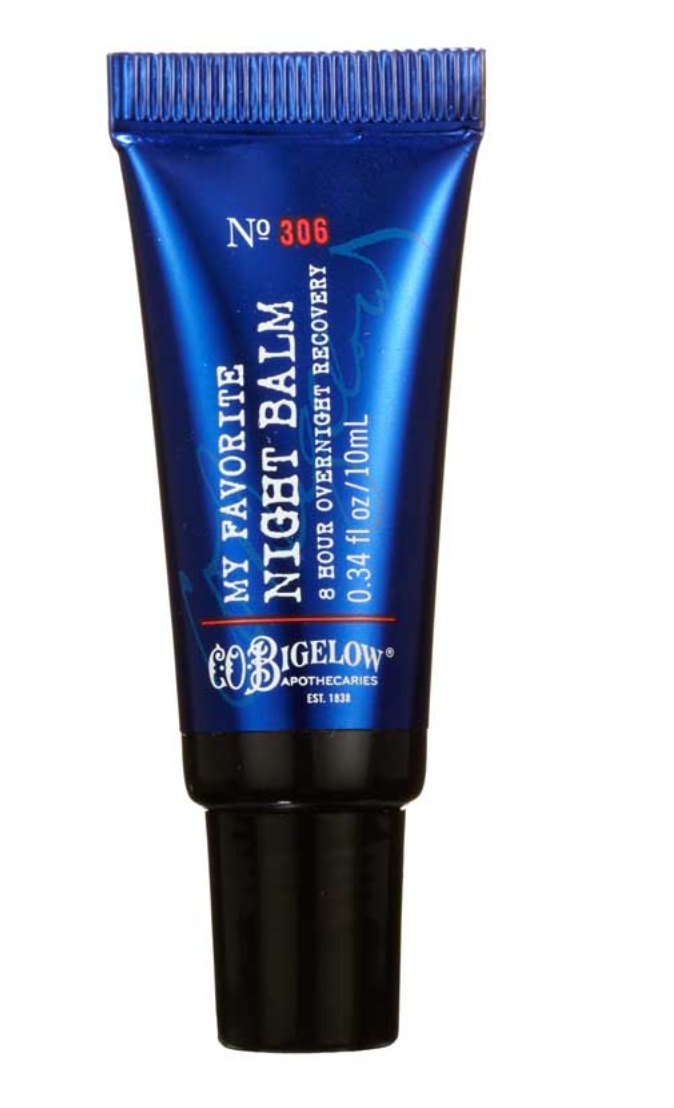 Nº 306
MY FAVORITE
NIGHT BALM
8 HOUR OVERNIGHT RECOVERY
0.34 fl oz/10mL
C.O.BIGELOW®
APOTHECARIES
EST. 1838